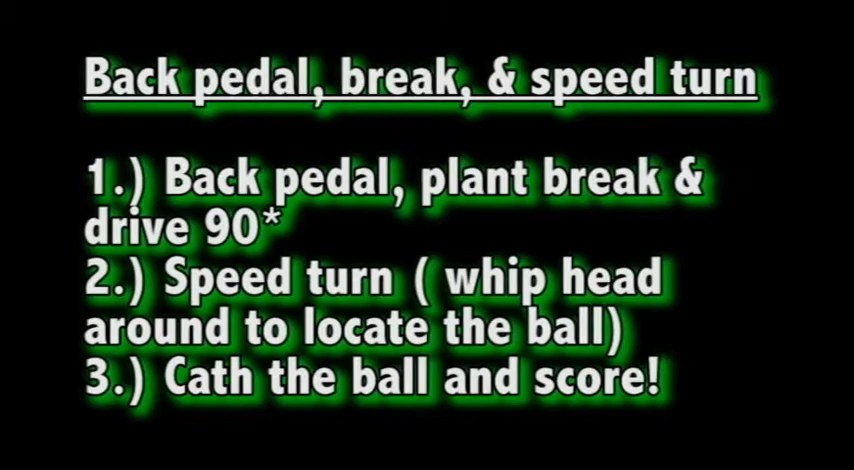 Back pedal, break, & speed turn
1.) Back pedal, plant break &
drive 90*
2.) Speed turn ( whip head
around to locate the ball)
3.) Cath the ball and score!